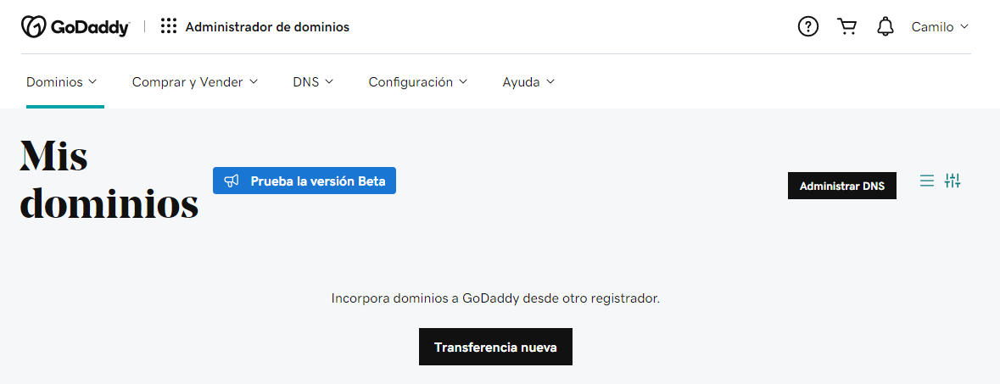 GoDaddy
Administrador de dominios
Camilo
Dominios
Comprar y Vender
DNS
Configuración
Ayuda
Mis
dominios
Prueba la versión Beta
Administrar DNS
Incorpora dominios a GoDaddy desde otro registrador.
Transferencia nueva